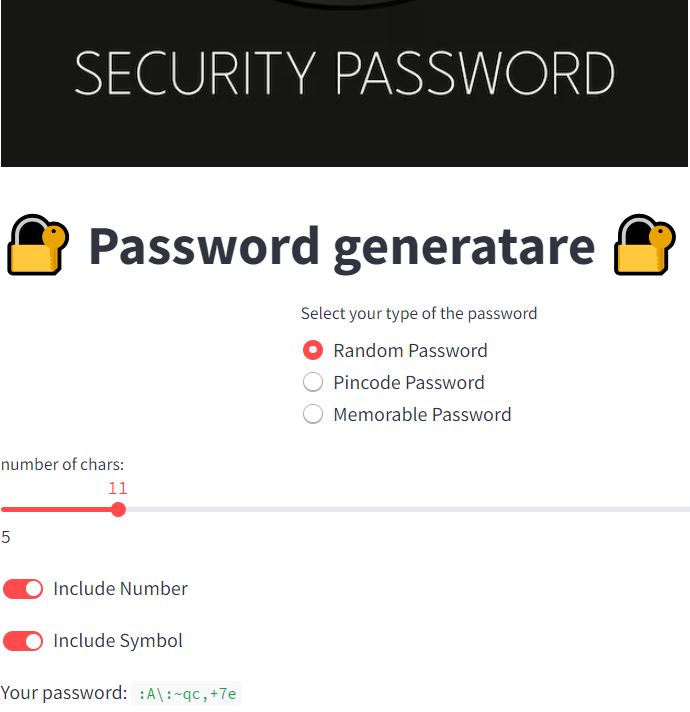 SECURITY PASSWORD
Password generatare
Select your type of the password
Random Password
Pincode Password
Memorable Password
number of chars:
11
5
Include Number
Include Symbol
Your password: :A\:~qc,+7e